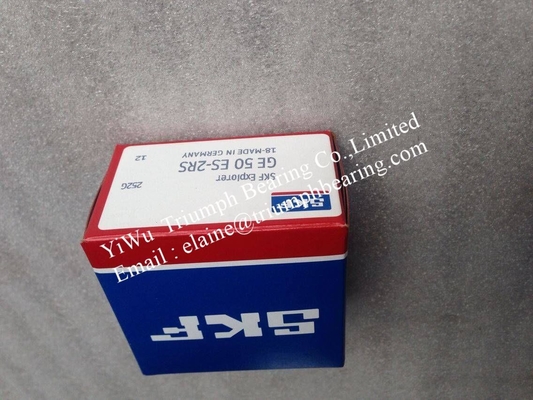 SKF
SKF Explorer
GE 50 ES-2RS
18-MADE IN GERMANY
12 252G
SKF
YiWu Triumph Bearing Co.,Limited
Email : elaine@triumphbearing.com